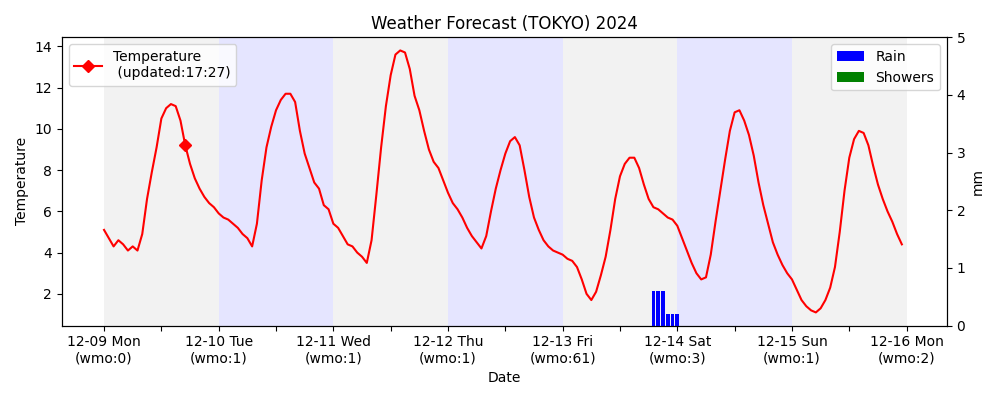 Weather Forecast (TOKYO) 2024
Temperature
(updated:17:27)
Rain
Showers
Temperature
14
12
10
8
6
4
2
5
4
3
2
1
0
mm
12-09 Mon
(wmo:0)
12-10 Tue
(wmo:1)
12-11 Wed
(wmo:1)
12-12 Thu
(wmo:1)
12-13 Fri
(wmo:61)
12-14 Sat
(wmo:3)
12-15 Sun
(wmo:1)
12-16 Mon
(wmo:2)
Date